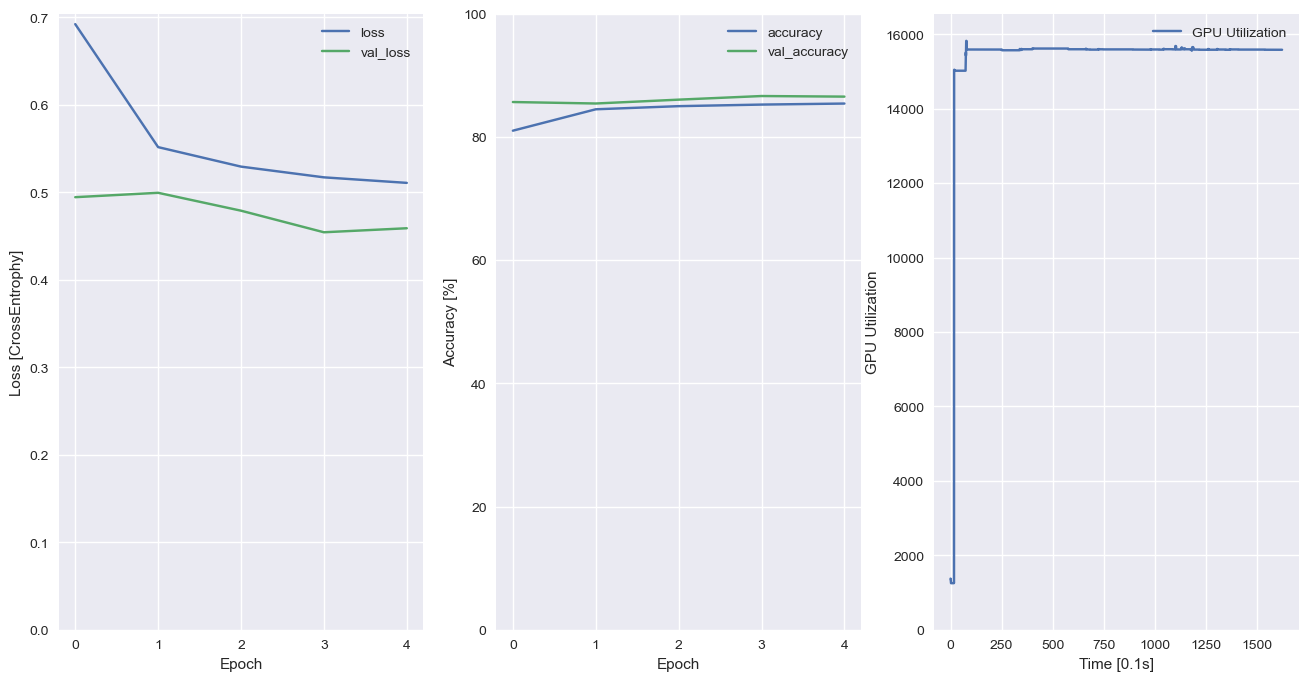 0.7
0.6
0.5
0.4
0.3
0.2
0.1
0.0
Loss [CrossEntrophy]
loss
val_loss
0 1 2 3 4
Epoch
100
80
60
40
20
0
Accuracy [%]
accuracy
val_accuracy
0 1 2 3 4
Epoch
16000
14000
12000
10000
8000
6000
4000
2000
0
GPU Utilization
GPU Utilization
0 250 500 750 1000 1250 1500
Time [0.1s]